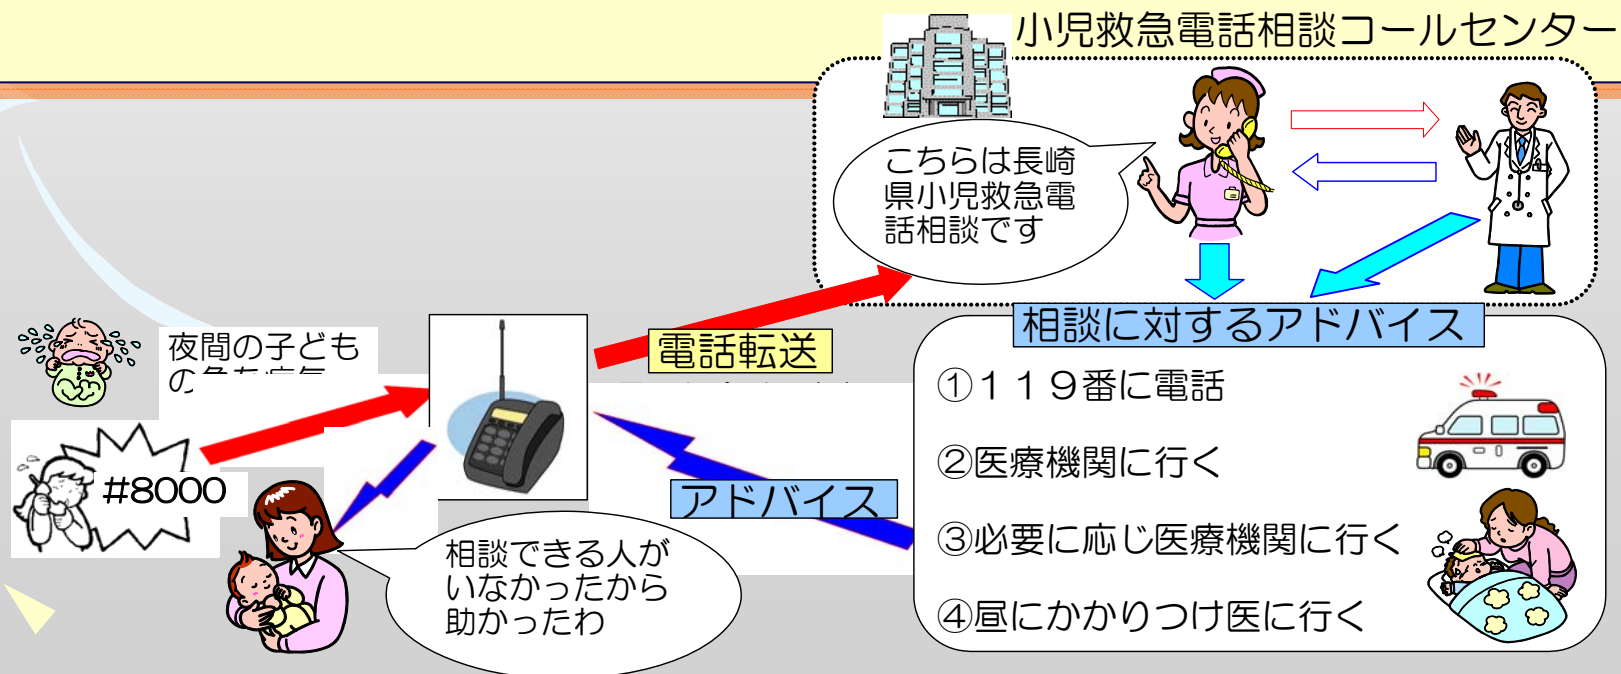 小児救急電話相談コールセンター
こちらは長崎
県小児救急電
話相談です
夜間の子ども
電話転送
#8000
アドバイス
相談できる人が
いなかったから
助かったわ
相談に対するアドバイス
①１１９番に電話
②医療機関に行く
③必要に応じ医療機関に行く
④昼にかかりつけ医に行く